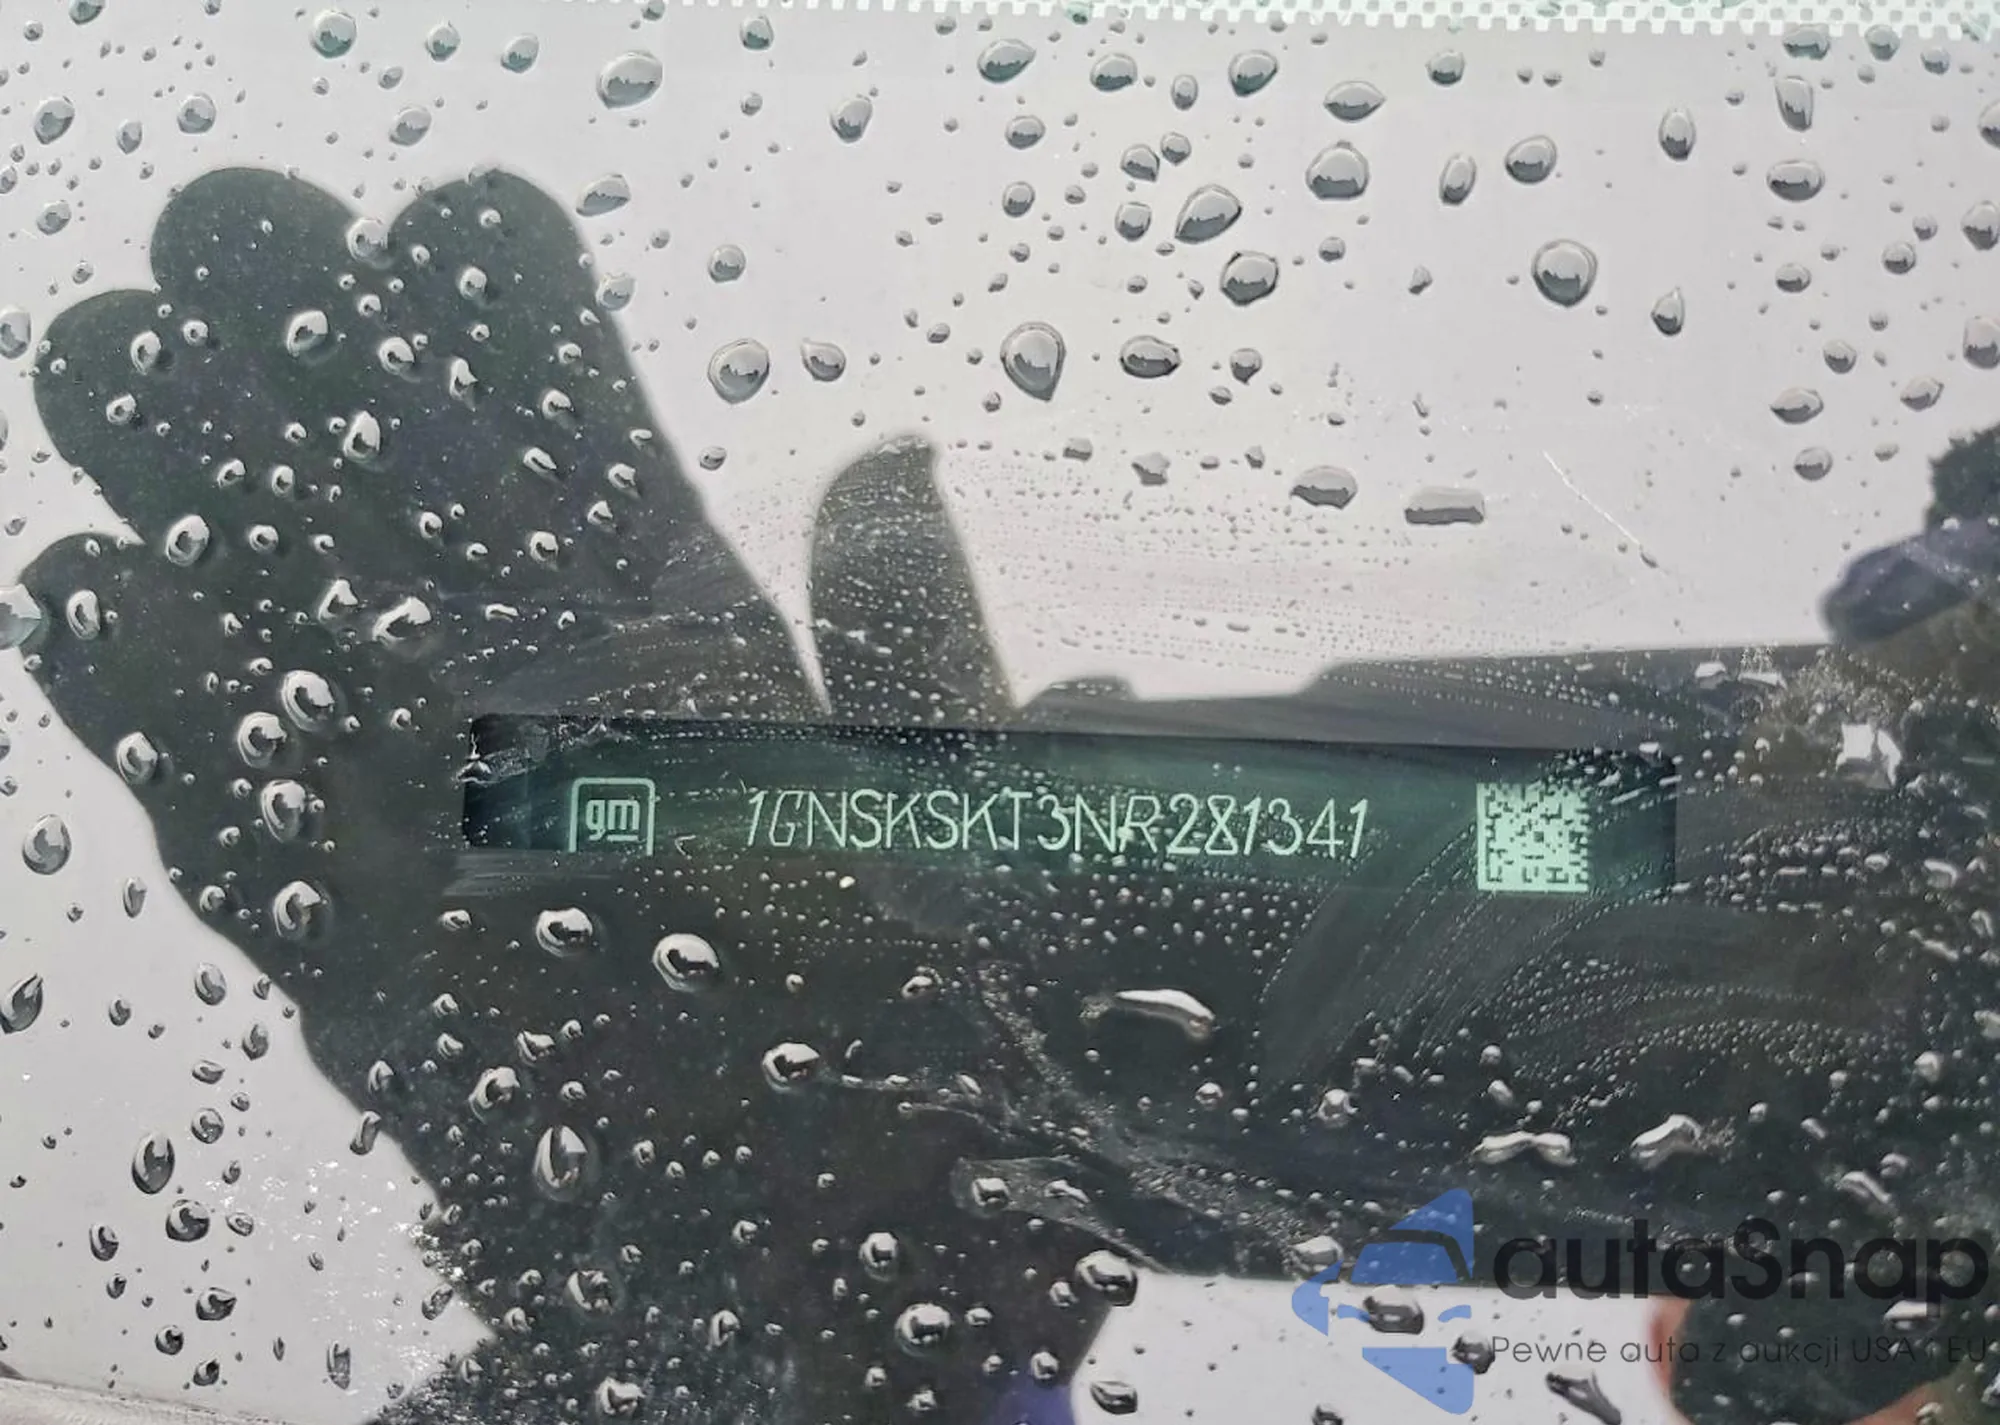 gm 1GNSKSKT3NR281341
autaSnap
Pewne auta z aukcji USA i EU